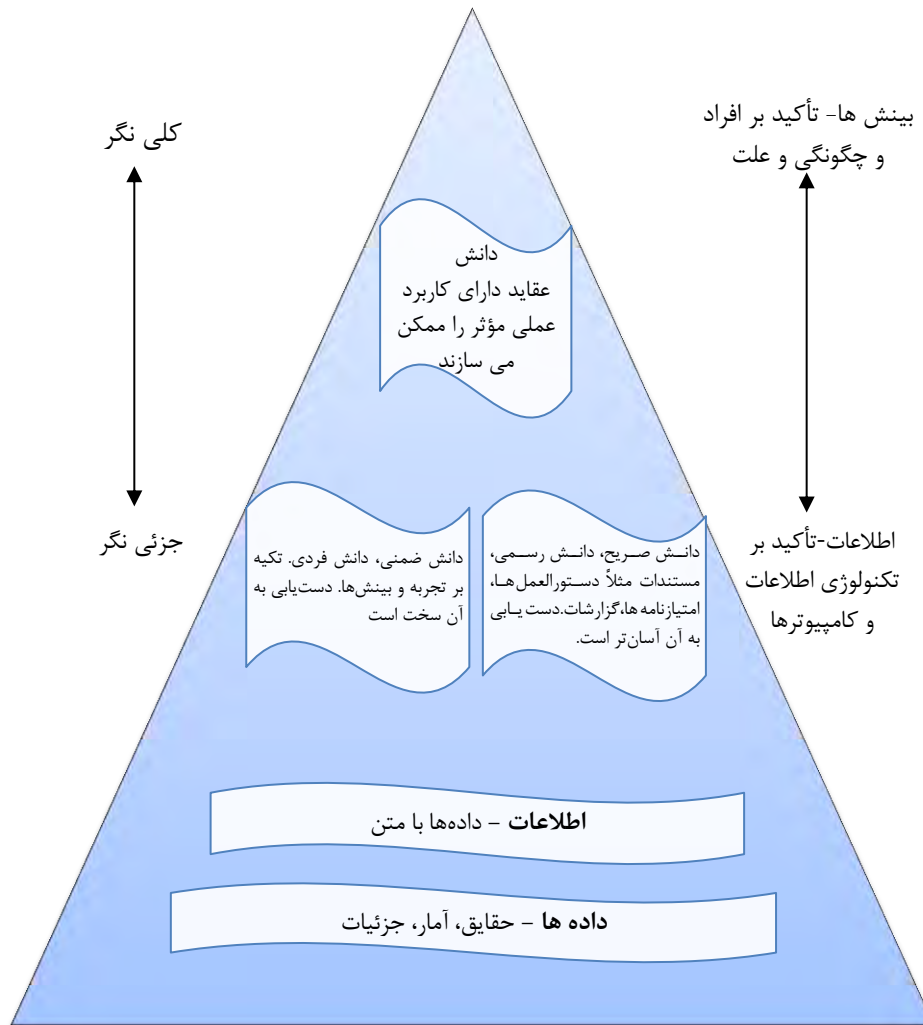 بینش ها- تأکید بر افراد
و چگونگی و علت
کلی نگر
دانش
عقاید دارای کاربرد
عملی مؤثر را ممکن
می سازند
اطلاعات-تأکید بر
تکنولوژی اطلاعات
و کامپیوترها
جزئی نگر
دانش صریح، دانش رسمی،
مستندات مثلاً دستورالعمل‌ها،
امتیازنامه ها،گزارشات.دست یابی
به آن آسان‌تر است.
دانش ضمنی، دانش فردی. تکیه
بر تجربه و بینش‌ها. دست‌یابی به
آن سخت است
اطلاعات – داده‌ها با متن
داده ها – حقایق، آمار، جزئیات